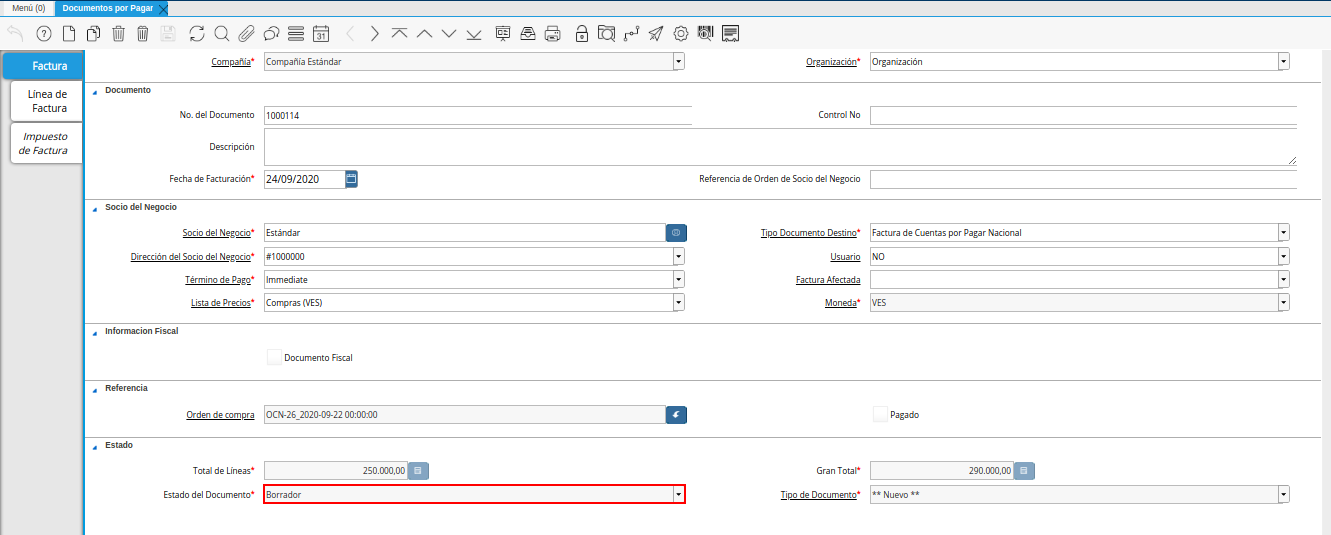 Menú (0) Documentos por Pagar
31
Factura
Línea de
Factura
Impuesto
de Factura
Compañía* Compañía Estándar Organización* Organización
Documento
No. del Documento 1000114 Control No
Descripción
Fecha de Facturación* 24/09/2020 Referencia de Orden de Socio del Negocio
Socio del Negocio
Socio del Negocio* Estándar Tipo Documento Destino* Factura de Cuentas por Pagar Nacional
Dirección del Socio del Negocio* #1000000 Usuario NO
Término de Pago* Immediate Factura Afectada
Lista de Precios* Compras (VES) Moneda* VES
Informacion Fiscal
Documento Fiscal
Referencia
Orden de compra OCN-26_2020-09-22 00:00:00 Pagado
Estado
Total de Líneas* 250.000,00 Gran Total* 290.000,00
Estado del Documento* Borrador Tipo de Documento* ** Nuevo **